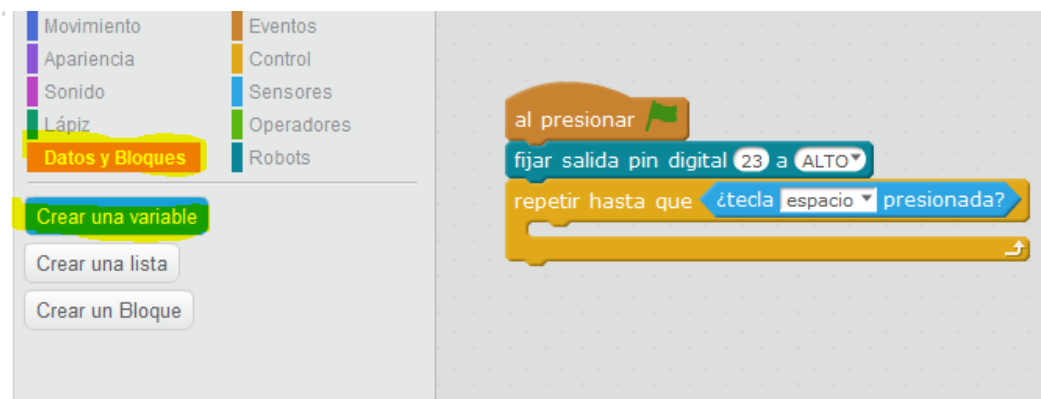 Movimiento
Eventos
Apariencia
Control
Sonido
Sensores
Lápiz
Operadores
Datos y Bloques
Robots
Crear una variable
Crear una lista
Crear un Bloque
al presionar
fijar salida pin digital 23 a ALTO
repetir hasta que ¿tecla espacio presionada?